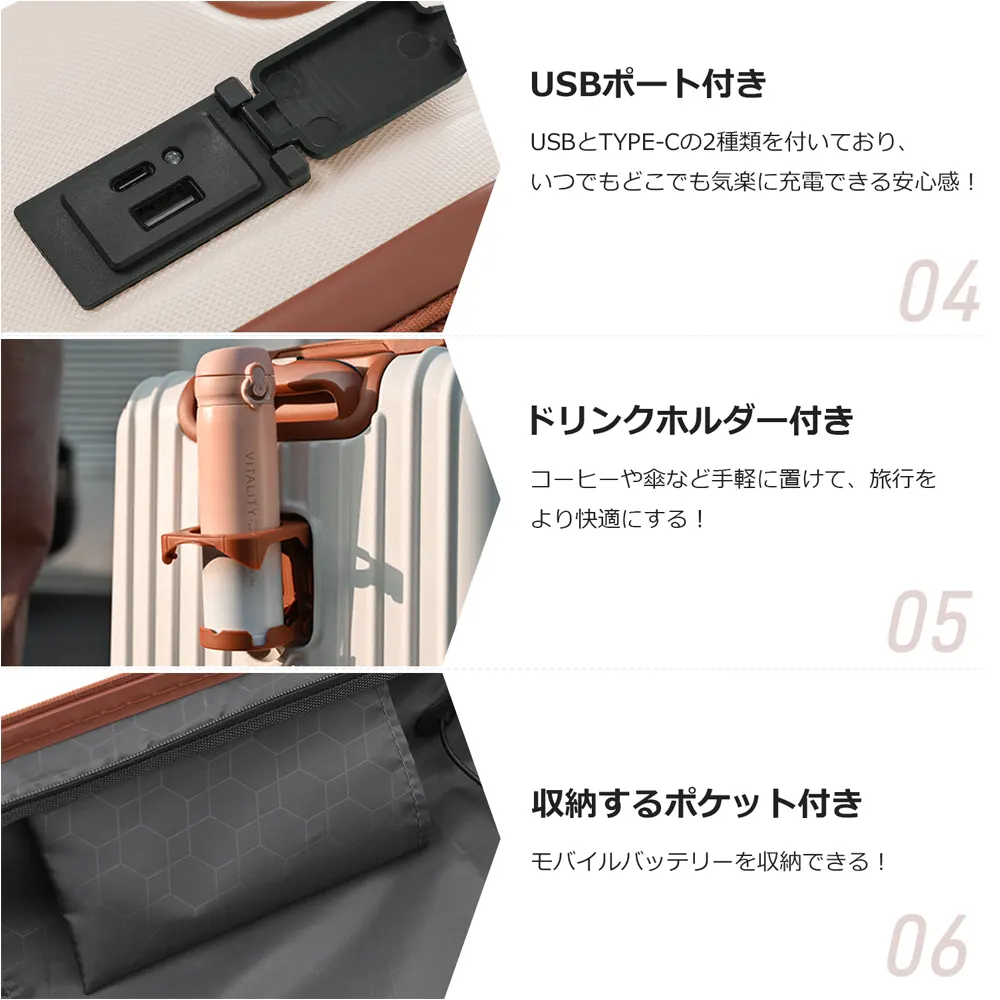 USBポート付き
USBとTYPE-Cの2種類を付いており、
いつでもどこでも気楽に充電できる安心感！
04
ドリンクホルダー付き
コーヒーや傘など手軽に置けて、旅行を
より快適にする！
VITALITY
05
収納するポケット付き
モバイルバッテリーを収納できる！
06